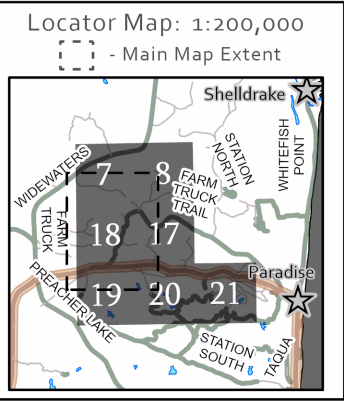 Locator Map: 1:200,000
- Main Map Extent
Shelldrake
WIDEWATERS
STATION
NORTH
WHITEFISH
POINT
7
8
FARM
TRUCK
TRAIL
FARM
TRUCK
18
17
PREACHER LAKE
Paradise
19
20
21
STATION
SOUTH
TAQUA